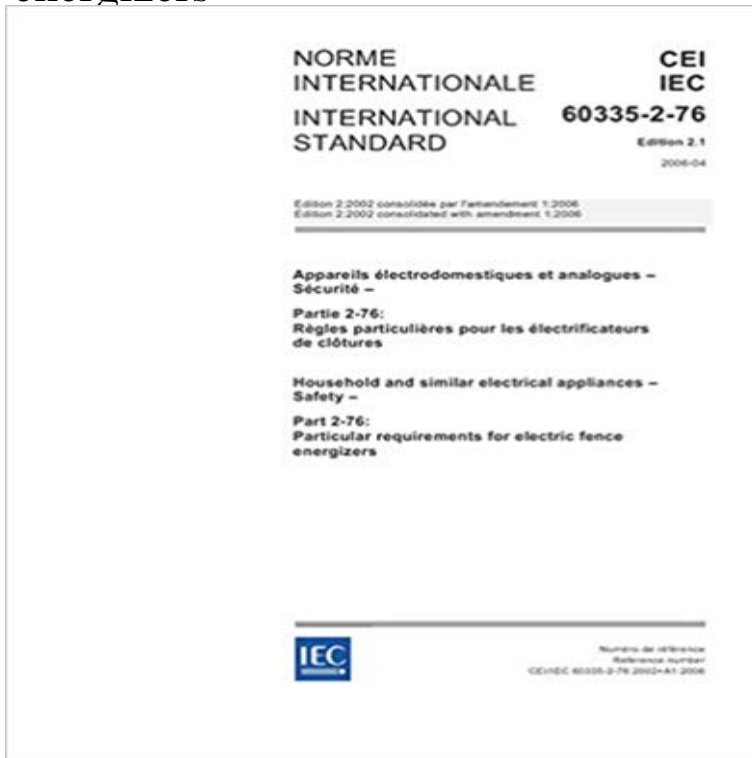 energizers
NORME
INTERNATIONALE
CEI
IEC
INTERNATIONAL
STANDARD
60335-2-76
Edition 2.1
2006-04
Edition 2:2002 consolidée par l'amendement 1:2006
Edition 2:2002 consolidated with amendment 1:2006
Appareils électrodomestiques et analogues –
Sécurité –
Partie 2-76:
Règles particulières pour les électrificateurs
de clôtures
Household and similar electrical appliances –
Safety –
Part 2-76:
Particular requirements for electric fence
energizers
IEC
Numéro de référence
Reference number
CEI/IEC 60335-2-76:2002+A1:2006